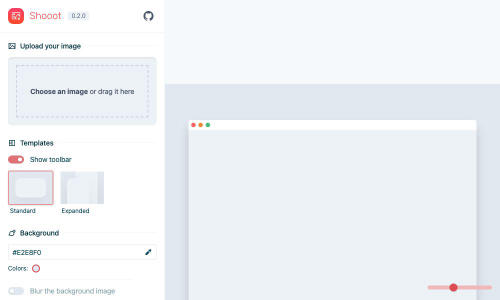 Shooot 0.2.0
Upload your image
Choose an image or drag it here
Templates
Show toolbar
Standard Expanded
Background
#E2E8F0
Colors:
Blur the background image